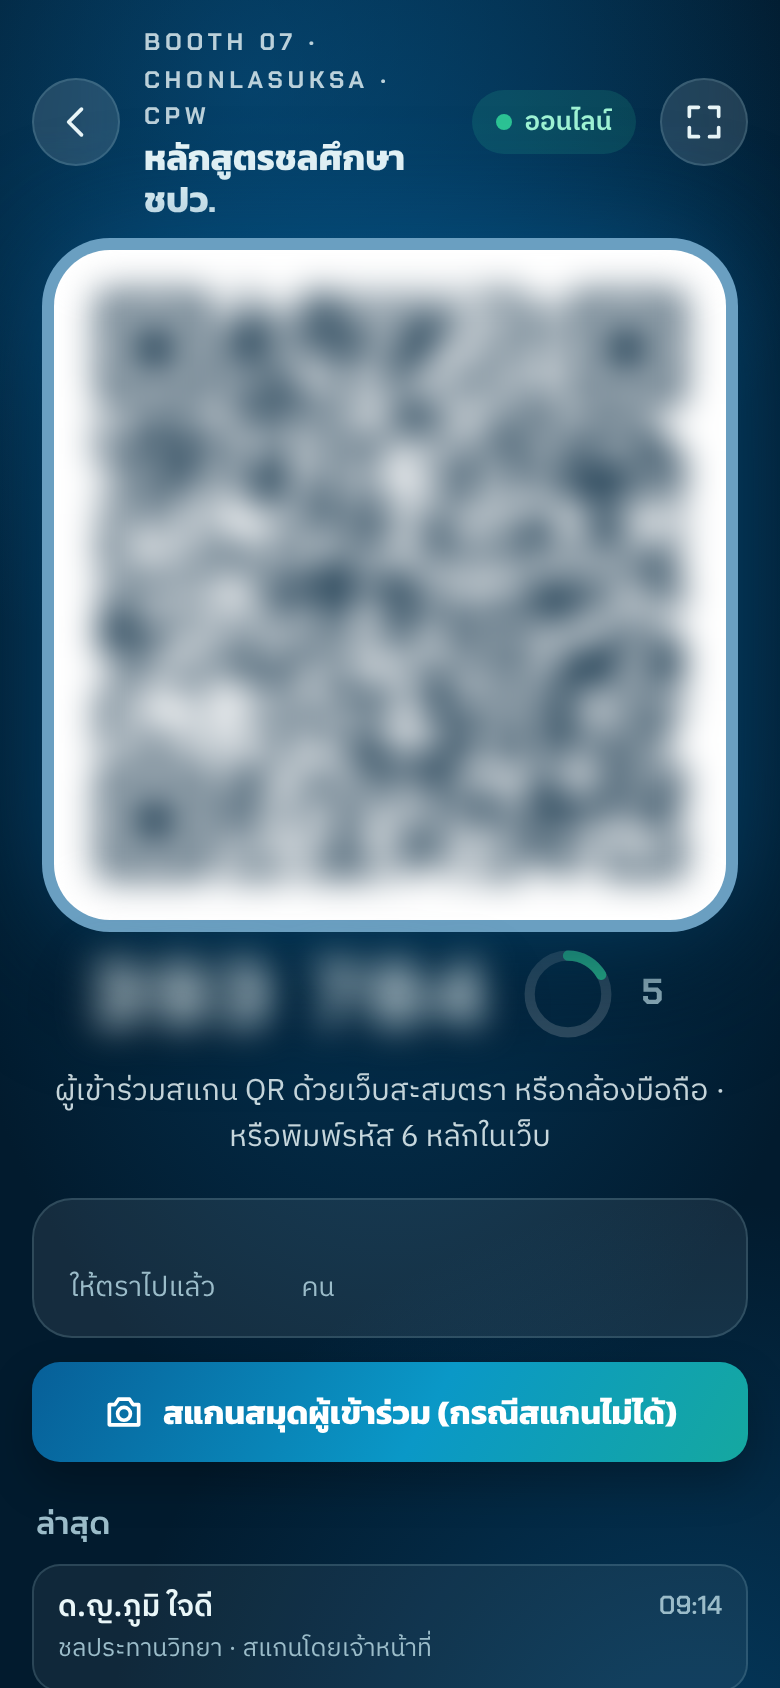 BOOTH 07 ·
CHONLASUKSA ·
CPW
หลักสูตรชลศึกษา
ชปว.
ออนไลน์
5
ผู้เข้าร่วมสแกน QR ด้วยเว็บสะสมตรา หรือกล้องมือถือ ·
หรือพิมพ์รหัส 6 หลักในเว็บ
ให้ตราไปแล้ว คน
สแกนสมุดผู้เข้าร่วม (กรณีสแกนไม่ได้)
ล่าสุด
ด.ญ.ภูมิ ใจดี 09:14
ชลประทานวิทยา · สแกนโดยเจ้าหน้าที่